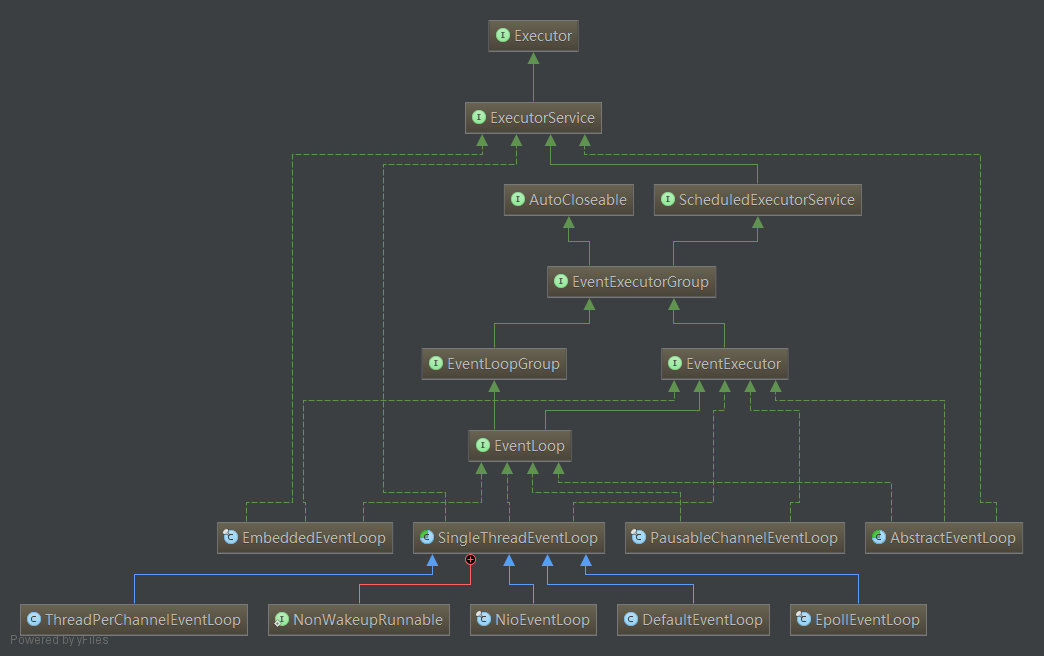 Executor
ExecutorService
AutoCloseable
ScheduledExecutorService
EventExecutorGroup
EventLoopGroup
EventExecutor
EventLoop
EmbeddedEventLoop
SingleThreadEventLoop
PausableChannelEventLoop
AbstractEventLoop
ThreadPerChannelEventLoop
NonWakeupRunnable
NioEventLoop
DefaultEventLoop
EpollEventLoop
Powered by yFiles